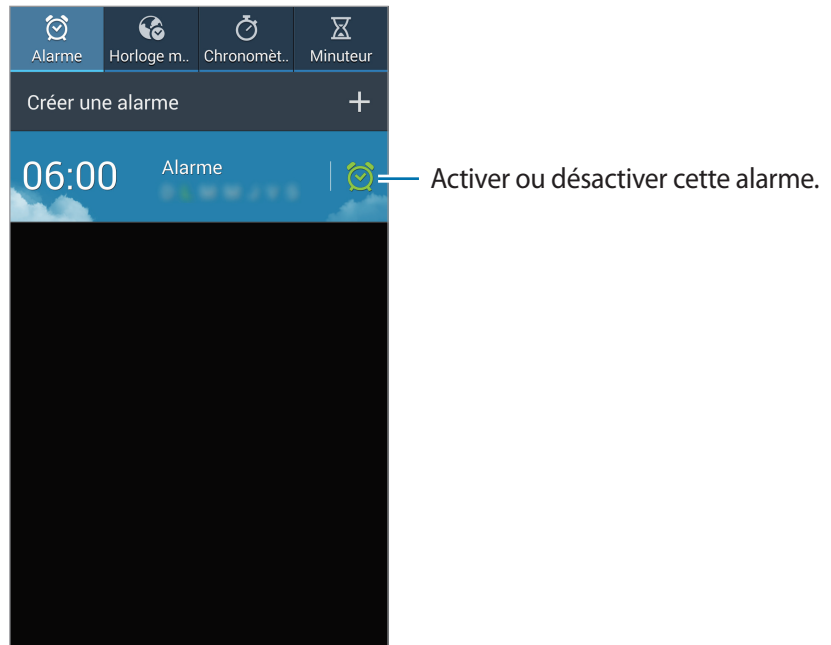 Alarme
Horloge m..
Chronomèt..
Minuteur
Créer une alarme
06:00
Alarme
Activer ou désactiver cette alarme.